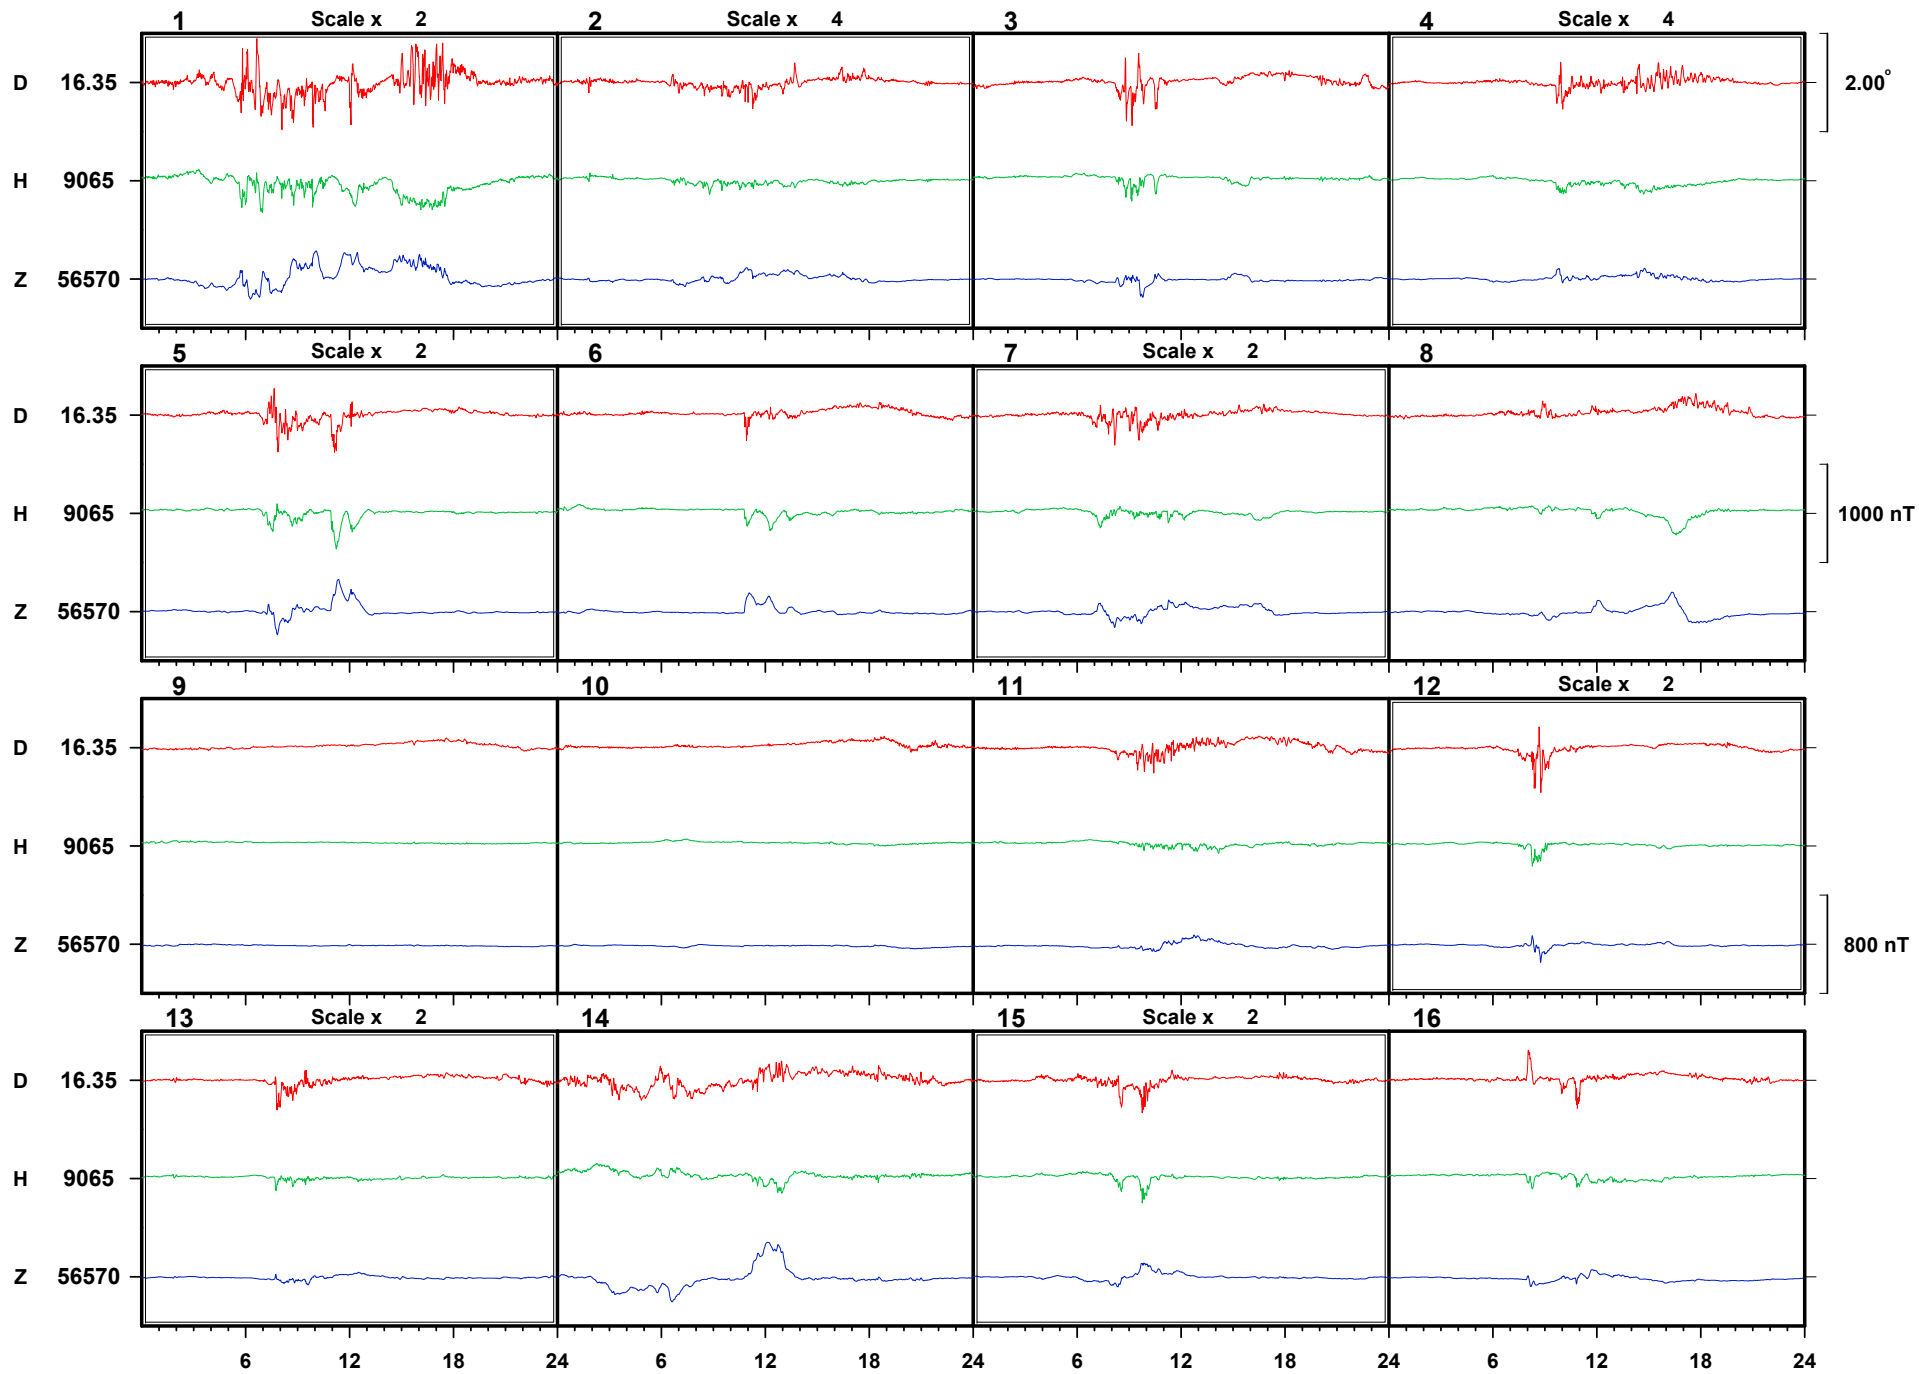 1 Scale x 2 2 Scale x 4 3 4 Scale x 4
D 16.35 2.00°
H 9065
Z 56570
5 Scale x 2 6 7 Scale x 2 8
D 16.35
H 9065 1000 nT
Z 56570
9 10 11 12 Scale x 2
D 16.35
H 9065
Z 56570 800 nT
13 Scale x 2 14 15 Scale x 2 16
D 16.35
H 9065
Z 56570
6 12 18 24 6 12 18 24 6 12 18 24 6 12 18 24